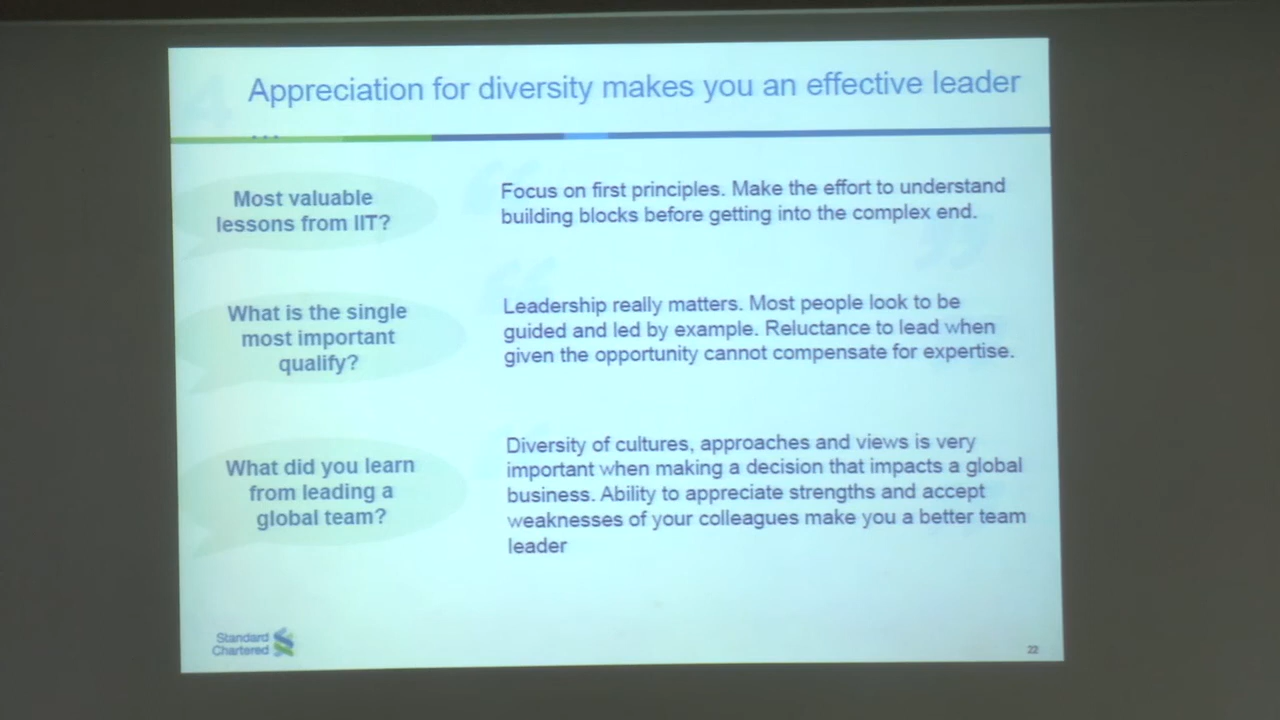 Appreciation for diversity makes you an effective leader
...
Most valuable
lessons from IIT?
Focus on first principles. Make the effort to understand
building blocks before getting into the complex end.
What is the single
most important
qualify?
Leadership really matters. Most people look to be
guided and led by example. Reluctance to lead when
given the opportunity cannot compensate for expertise.
What did you learn
from leading a
global team?
Diversity of cultures, approaches and views is very
important when making a decision that impacts a global
business. Ability to appreciate strengths and accept
weaknesses of your colleagues make you a better team
leader
Standard
Chartered
22